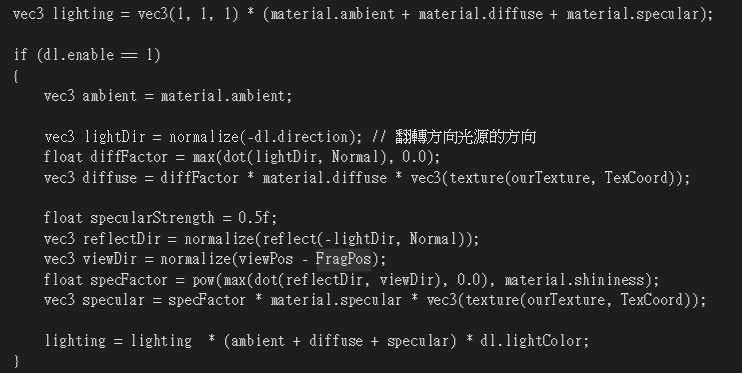 vec3 lighting = vec3(1, 1, 1) * (material.ambient + material.diffuse + material.specular);
if (dl.enable == 1)
{
vec3 ambient = material.ambient;
vec3 lightDir = normalize(-dl.direction); // 翻轉方向光源的方向
float diffFactor = max(dot(lightDir, Normal), 0.0);
vec3 diffuse = diffFactor * material.diffuse * vec3(texture(ourTexture, TexCoord));
float specularStrength = 0.5f;
vec3 reflectDir = normalize(reflect(-lightDir, Normal));
vec3 viewDir = normalize(viewPos - FragPos);
float specFactor = pow(max(dot(reflectDir, viewDir), 0.0), material.shininess);
vec3 specular = specFactor * material.specular * vec3(texture(ourTexture, TexCoord));
lighting = lighting  * (ambient + diffuse + specular) * dl.lightColor;
}